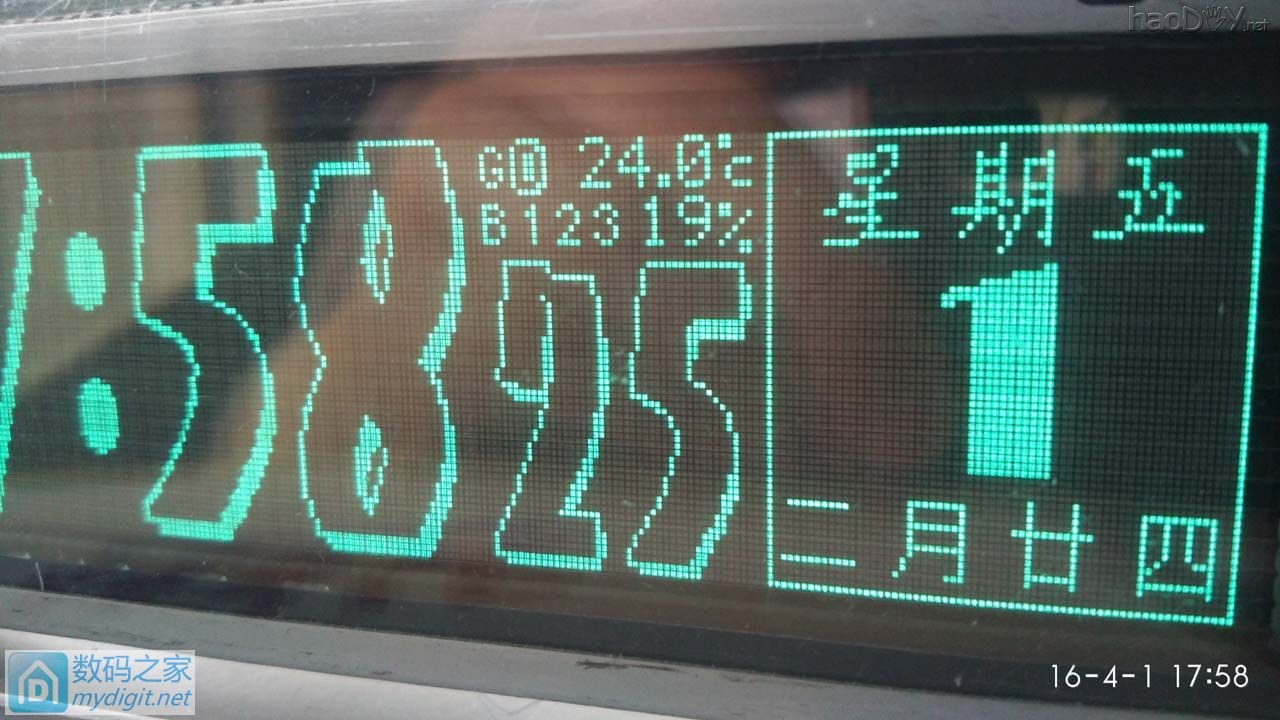 haoDIY.net
:58 25
G0 24.0℃
B123 19%
星期五
1
二月廿四
16-4-1 17:58
数码之家
mydigit.net